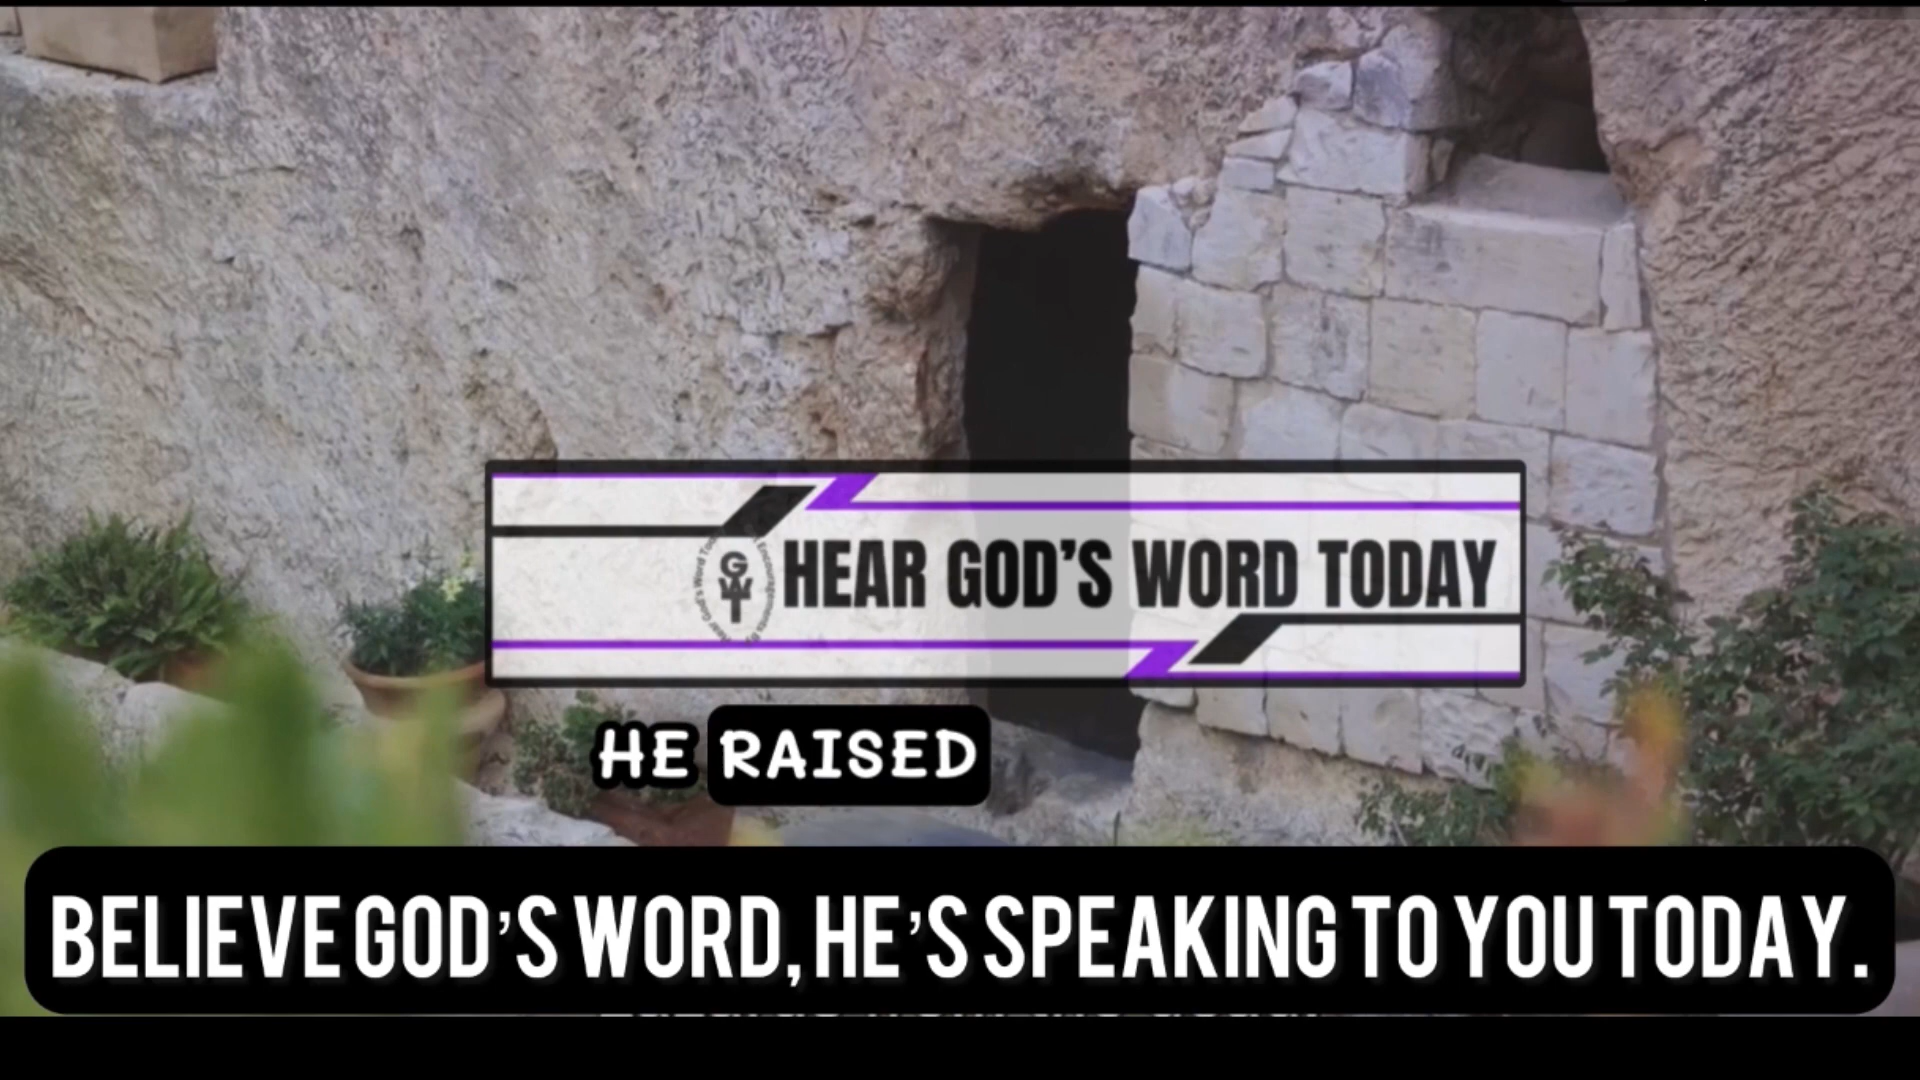 HEAR GOD'S WORD TODAY
HE RAISED
BELIEVE GOD'S WORD, HE'S SPEAKING TO YOU TODAY.